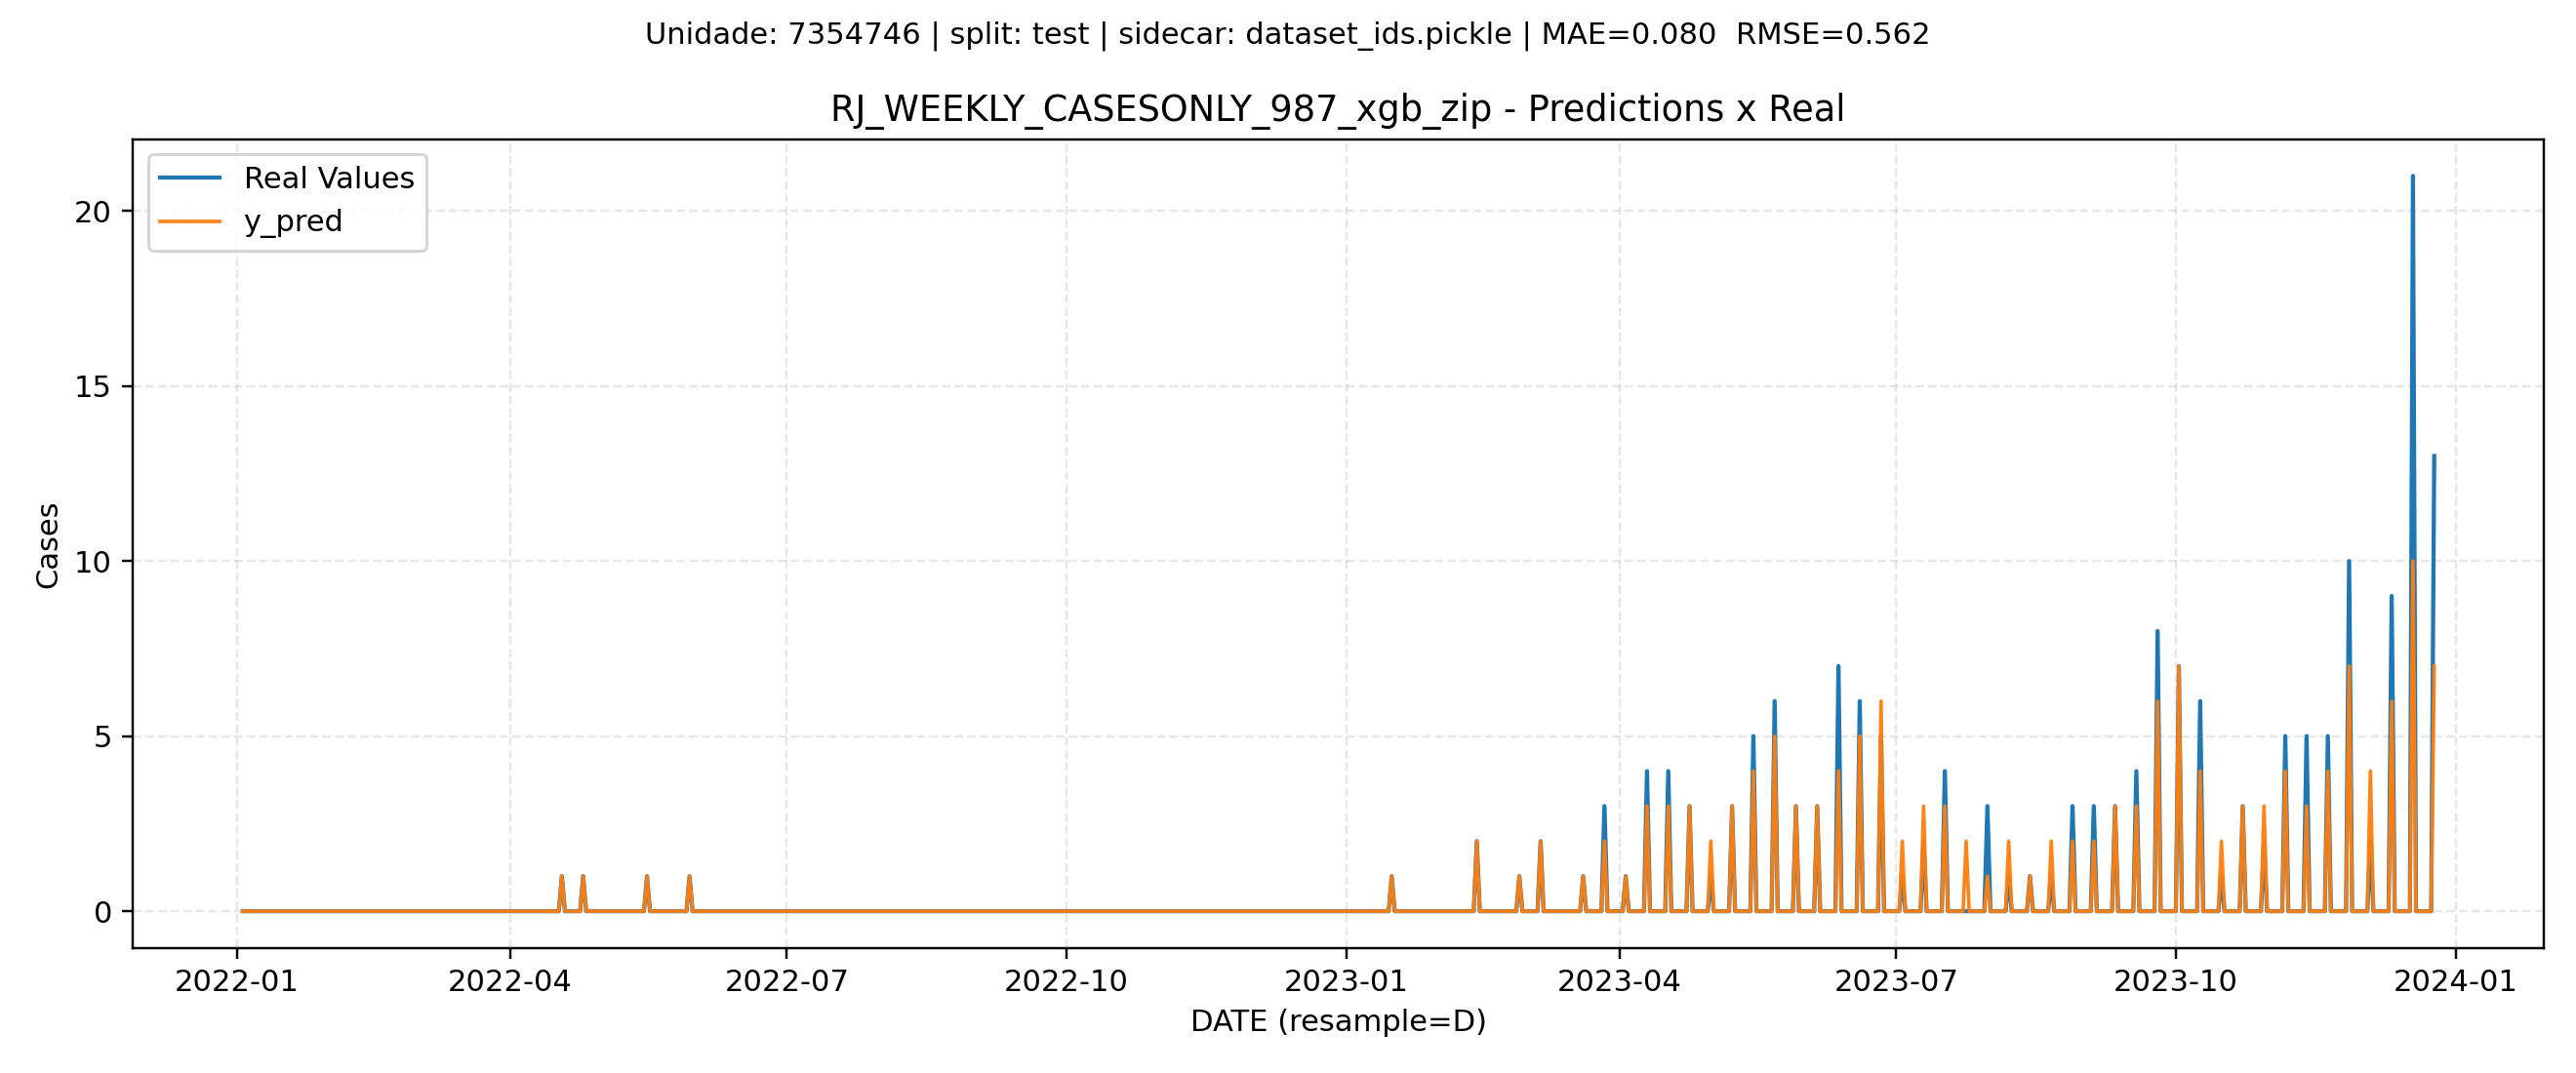 Unidade: 7354746 | split: test | sidecar: dataset_ids.pickle | MAE=0.080  RMSE=0.562
RJ_WEEKLY_CASESONLY_987_xgb_zip - Predictions x Real
Real Values
y_pred
Cases
20
15
10
5
0
2022-01 2022-04 2022-07 2022-10 2023-01 2023-04 2023-07 2023-10 2024-01
DATE (resample=D)